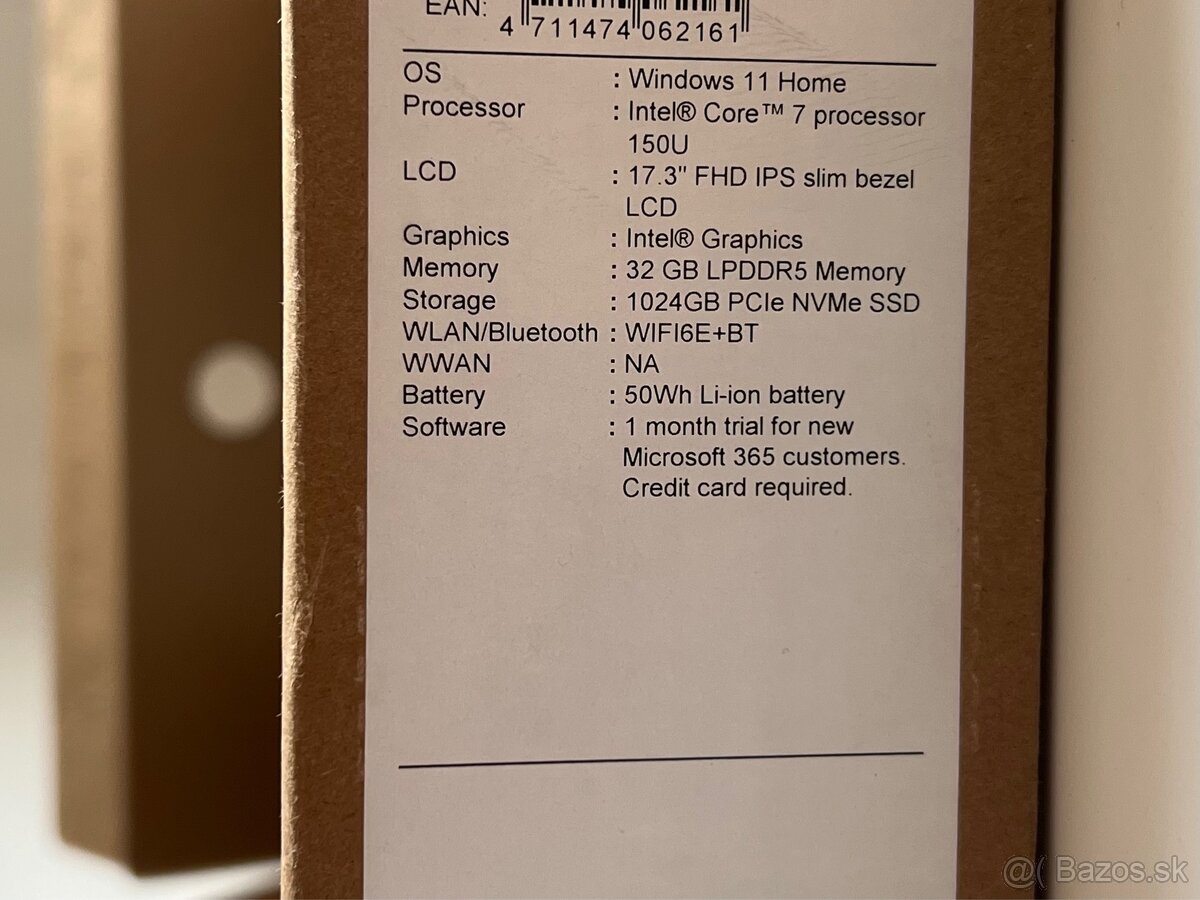 EAN:
4 711474 062161
OS : Windows 11 Home
Processor : Intel® Core™ 7 processor
150U
LCD : 17.3" FHD IPS slim bezel
LCD
Graphics : Intel® Graphics
Memory : 32 GB LPDDR5 Memory
Storage : 1024GB PCIe NVMe SSD
WLAN/Bluetooth : WIFI6E+BT
WWAN : NA
Battery : 50Wh Li-ion battery
Software : 1 month trial for new
Microsoft 365 customers.
Credit card required.
@( Bazos.sk